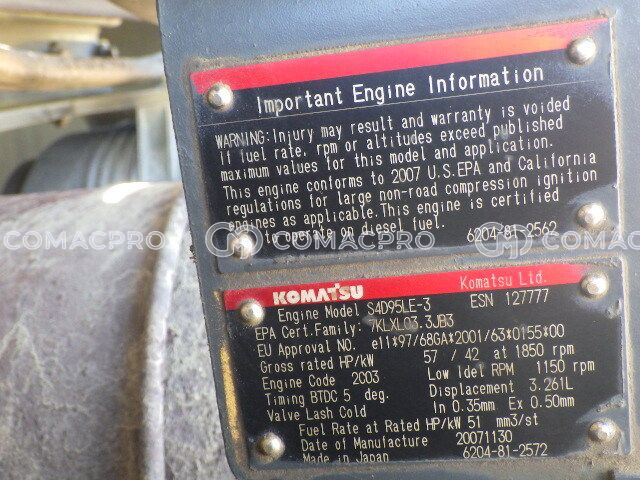 Important Engine Information
WARNING: Injury may result and warranty is voided
if fuel rate, rpm or altitudes exceed published
maximum values for this model and application.
This engine conforms to 2007 U.S.EPA and California
regulations for large non-road compression ignition
engines as applicable.This engine is certified
to operate on diesel fuel.
6204-81-2562
COMACPRO COMACPRO COMACPRO
KOMATSU Komatsu Ltd.
Engine Model S4D95LE-3 ESN 127777
EPA Cert.Family: 7KLXL03.3JB3
EU Approval NO. e11*97/68GA*2001/63*0155*00
Gross rated HP/kW 57 / 42 at 1850 rpm
Engine Code 2003 Low Idel RPM 1150 rpm
Timing BTDC 5 deg. Displacement 3.261L
Valve Lash Cold In 0.35mm Ex 0.50mm
Fuel Rate at Rated HP/kW 51 mm3/st
Date of Manufacture 20071130
Made in Japan 6204-81-2572